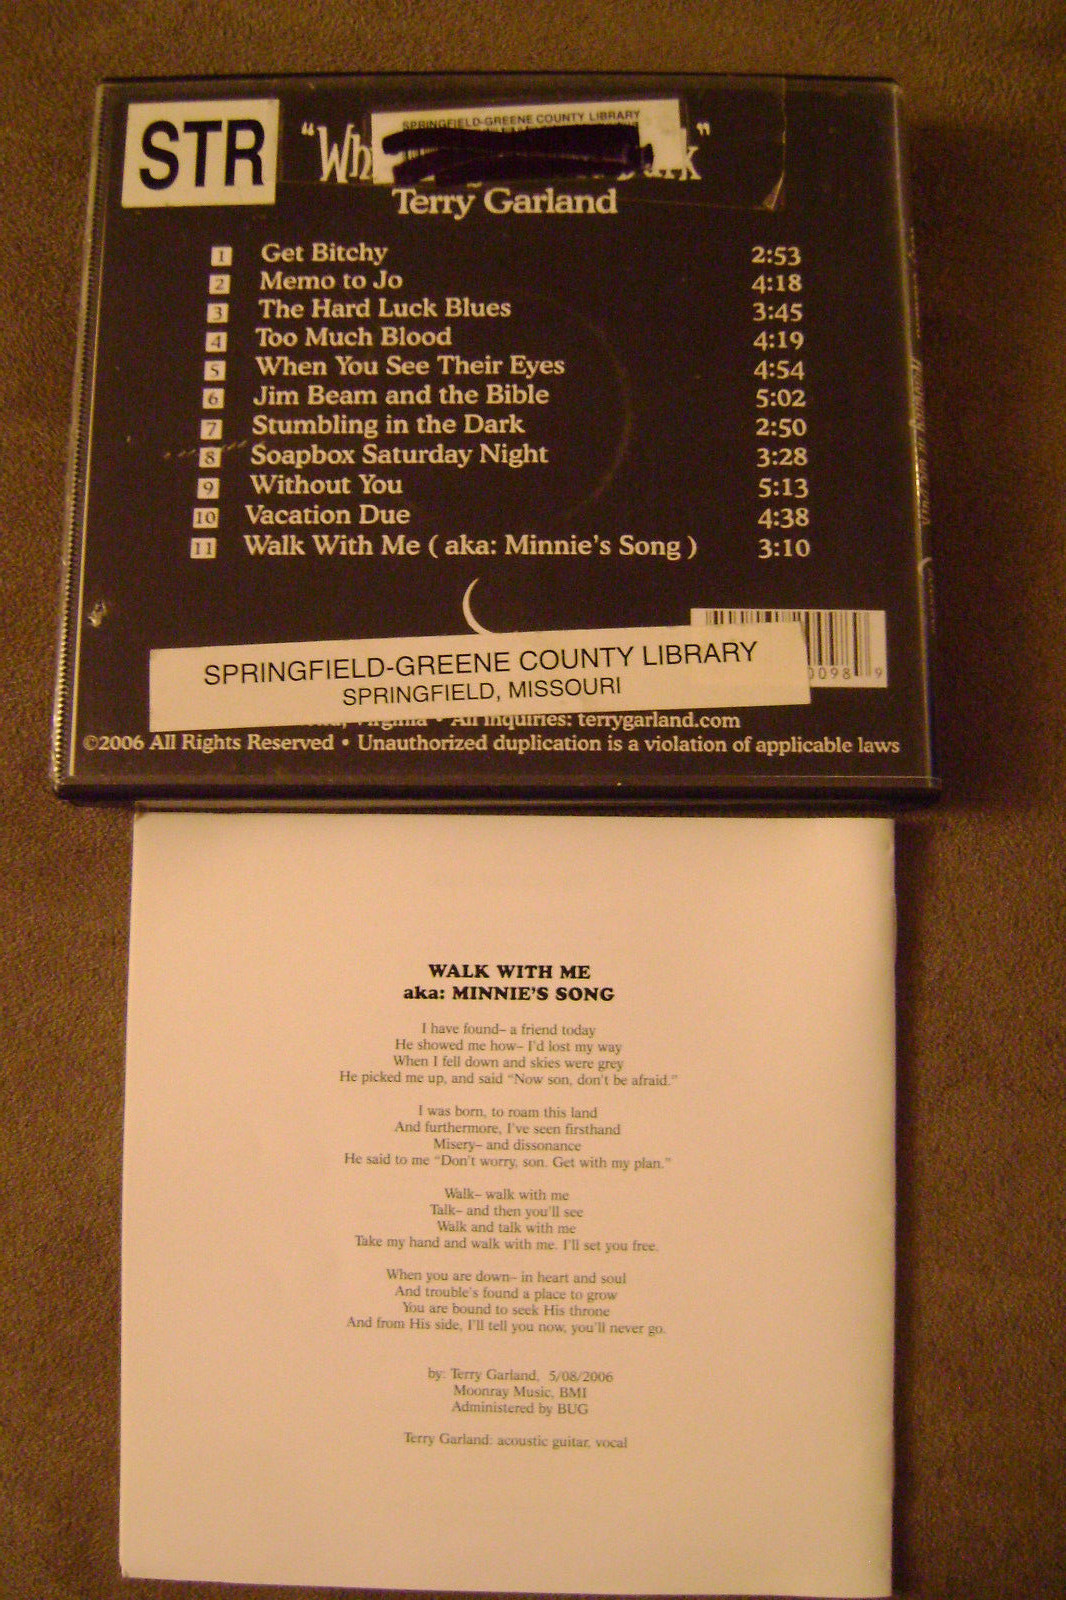 STR
SPRINGFIELD-GREENE COUNTY LIBRARY
Terry Garland
1 Get Bitchy 2:53
2 Memo to Jo 4:18
3 The Hard Luck Blues 3:45
4 Too Much Blood 4:19
5 When You See Their Eyes 4:54
6 Jim Beam and the Bible 5:02
7 Stumbling in the Dark 2:50
8 Soapbox Saturday Night 3:28
9 Without You 5:13
10 Vacation Due 4:38
11 Walk With Me ( aka: Minnie's Song ) 3:10
SPRINGFIELD-GREENE COUNTY LIBRARY
SPRINGFIELD, MISSOURI
0098 9
Virginia • All inquiries: terrygarland.com
©2006 All Rights Reserved • Unauthorized duplication is a violation of applicable laws
WALK WITH ME
aka: MINNIE'S SONG
I have found– a friend today
He showed me how– I'd lost my way
When I fell down and skies were grey
He picked me up, and said "Now son, don't be afraid."
I was born, to roam this land
And furthermore, I've seen firsthand
Misery– and dissonance
He said to me "Don't worry, son. Get with my plan."
Walk– walk with me
Talk– and then you'll see
Walk and talk with me
Take my hand and walk with me. I'll set you free.
When you are down– in heart and soul
And trouble's found a place to grow
You are bound to seek His throne
And from His side, I'll tell you now, you'll never go.
by: Terry Garland, 5/08/2006
Moonray Music, BMI
Administered by BUG
Terry Garland: acoustic guitar, vocal